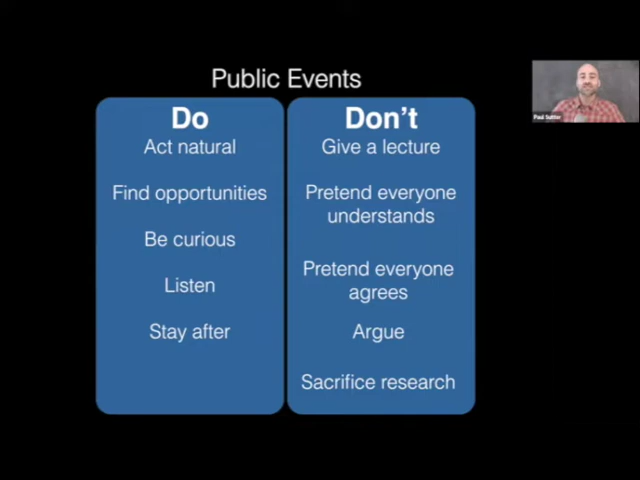 Public Events
Do
Act natural
Find opportunities
Be curious
Listen
Stay after
Don't
Give a lecture
Pretend everyone
understands
Pretend everyone
agrees
Argue
Sacrifice research
Paul Sutter